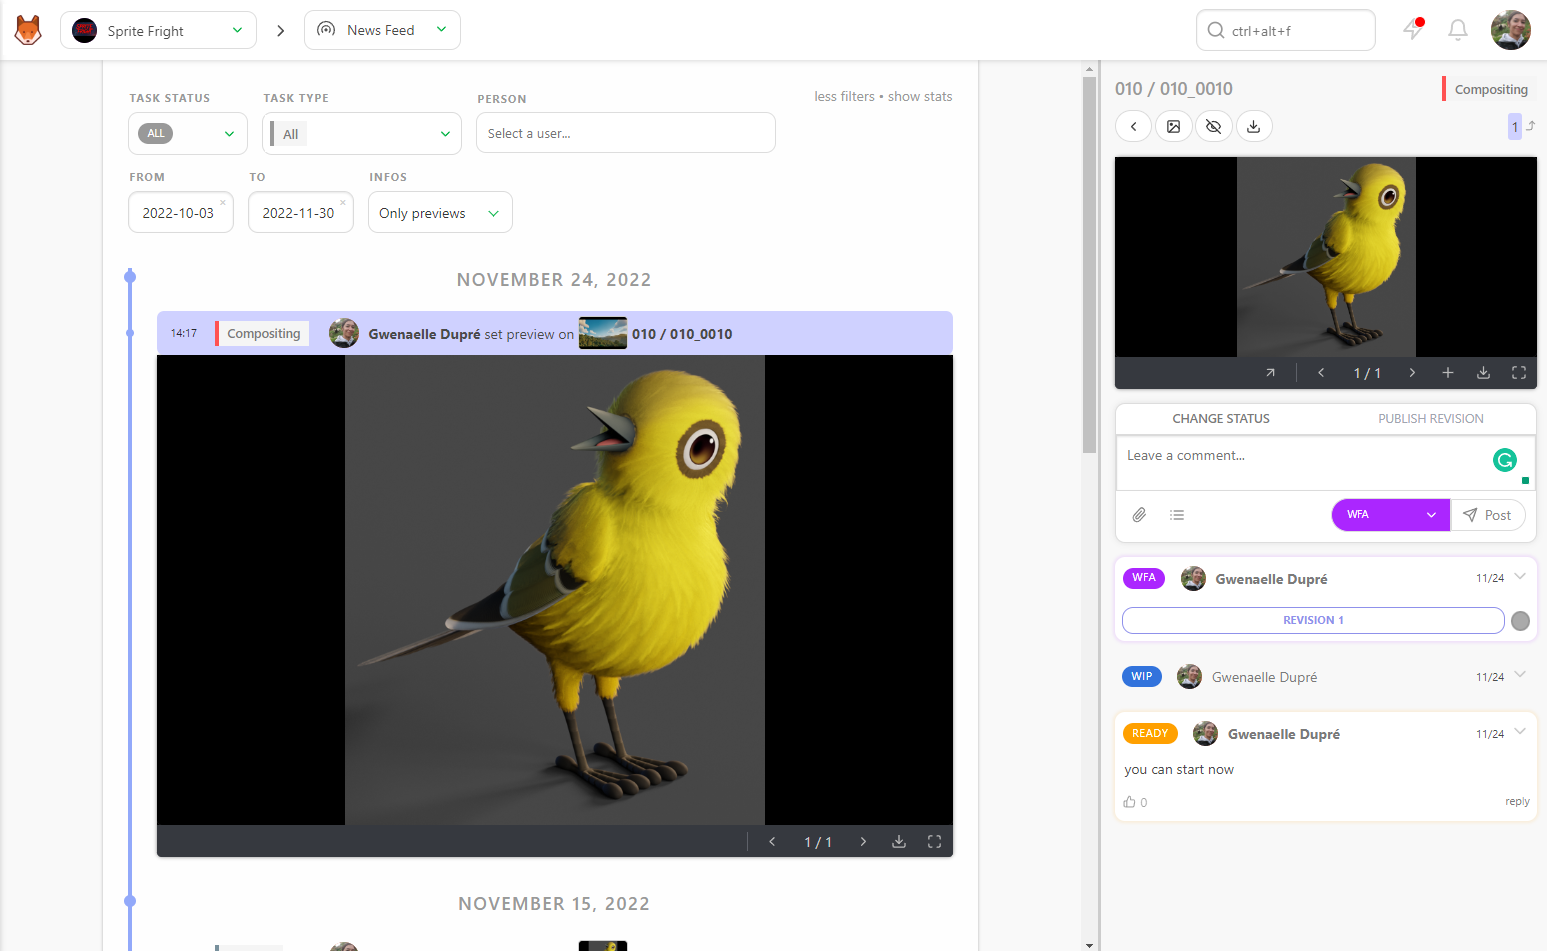 Sprite Fright
News Feed
ctrl+alt+f
TASK STATUS
TASK TYPE
PERSON
less filters • show stats
ALL
All
Select a user...
FROM
TO
INFOS
2022-10-03 ×
2022-11-30 ×
Only previews
NOVEMBER 24, 2022
14:17 Compositing Gwenaelle Dupré set preview on 010 / 010_0010
1 / 1
NOVEMBER 15, 2022
010 / 010_0010
Compositing
1
1 / 1
CHANGE STATUS
PUBLISH REVISION
Leave a comment...
WFA
Post
WFA Gwenaelle Dupré 11/24
REVISION 1
WIP Gwenaelle Dupré 11/24
READY Gwenaelle Dupré 11/24
you can start now
0
reply